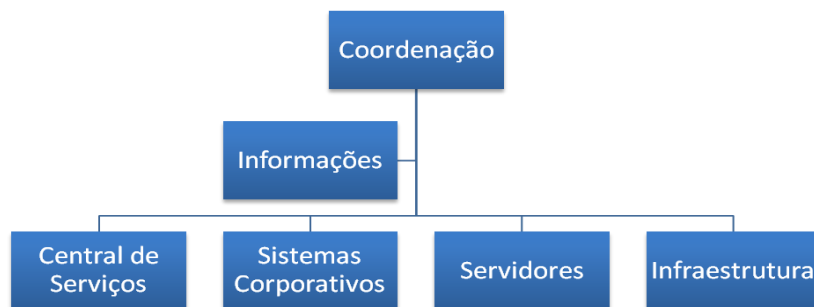 Coordenação
Informações
Central de
Serviços
Sistemas
Corporativos
Servidores
Infraestrutura